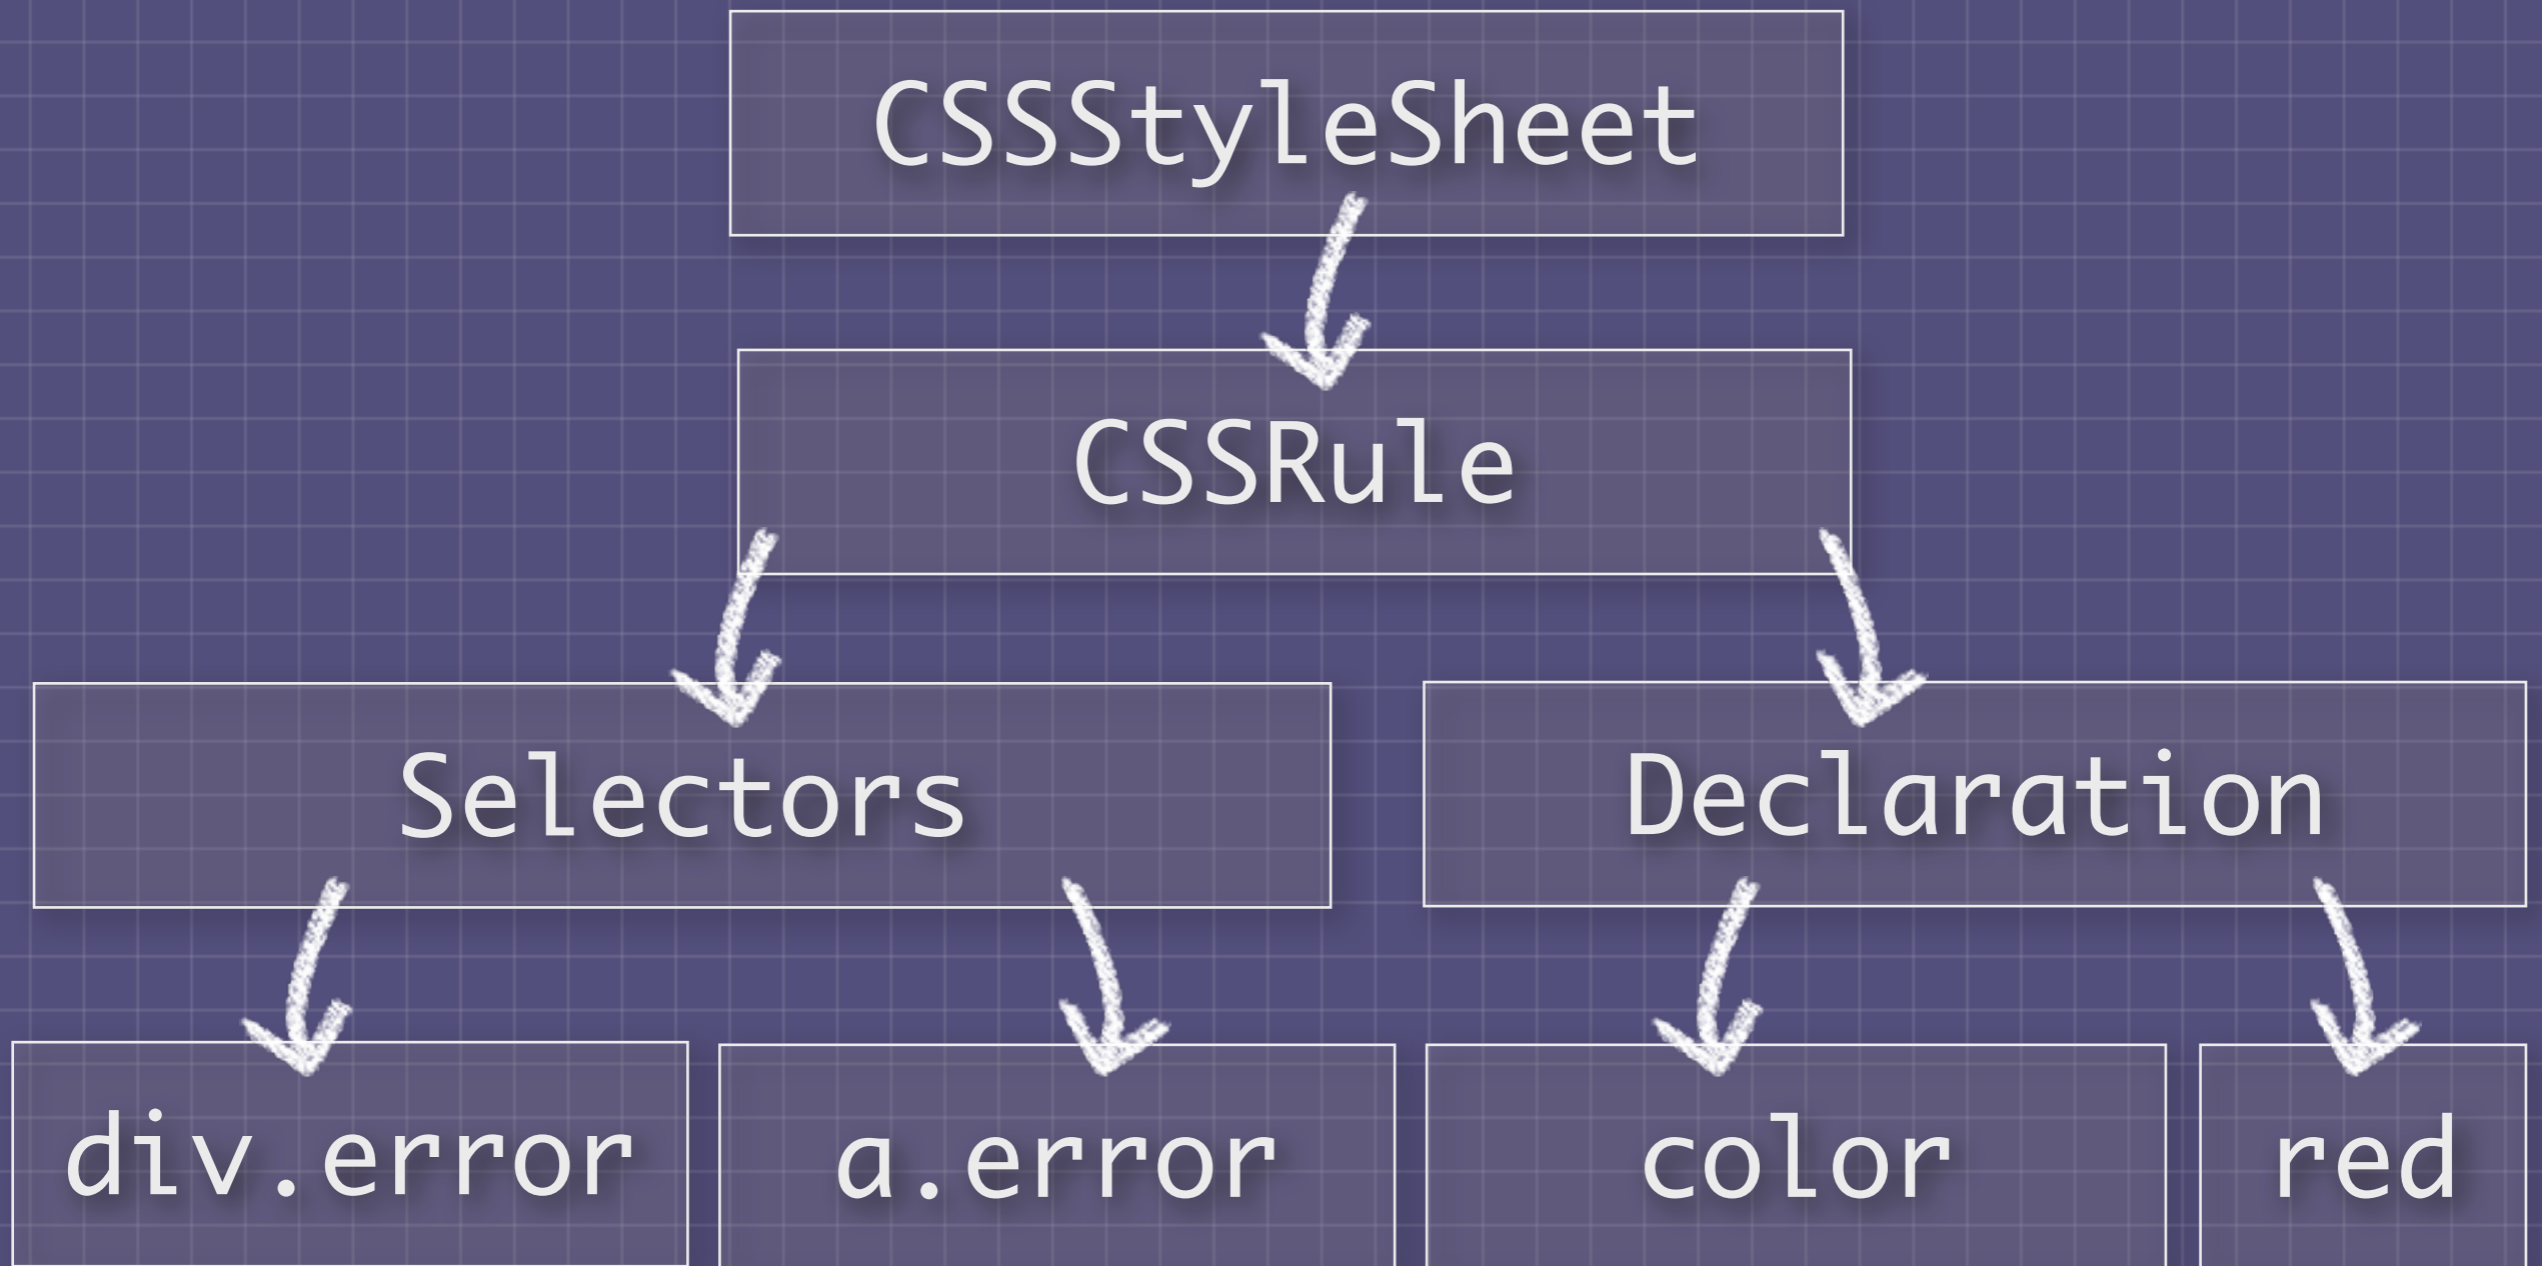 CSSStyleSheet
CSSRule
Selectors
Declaration
div.error
a.error
color
red